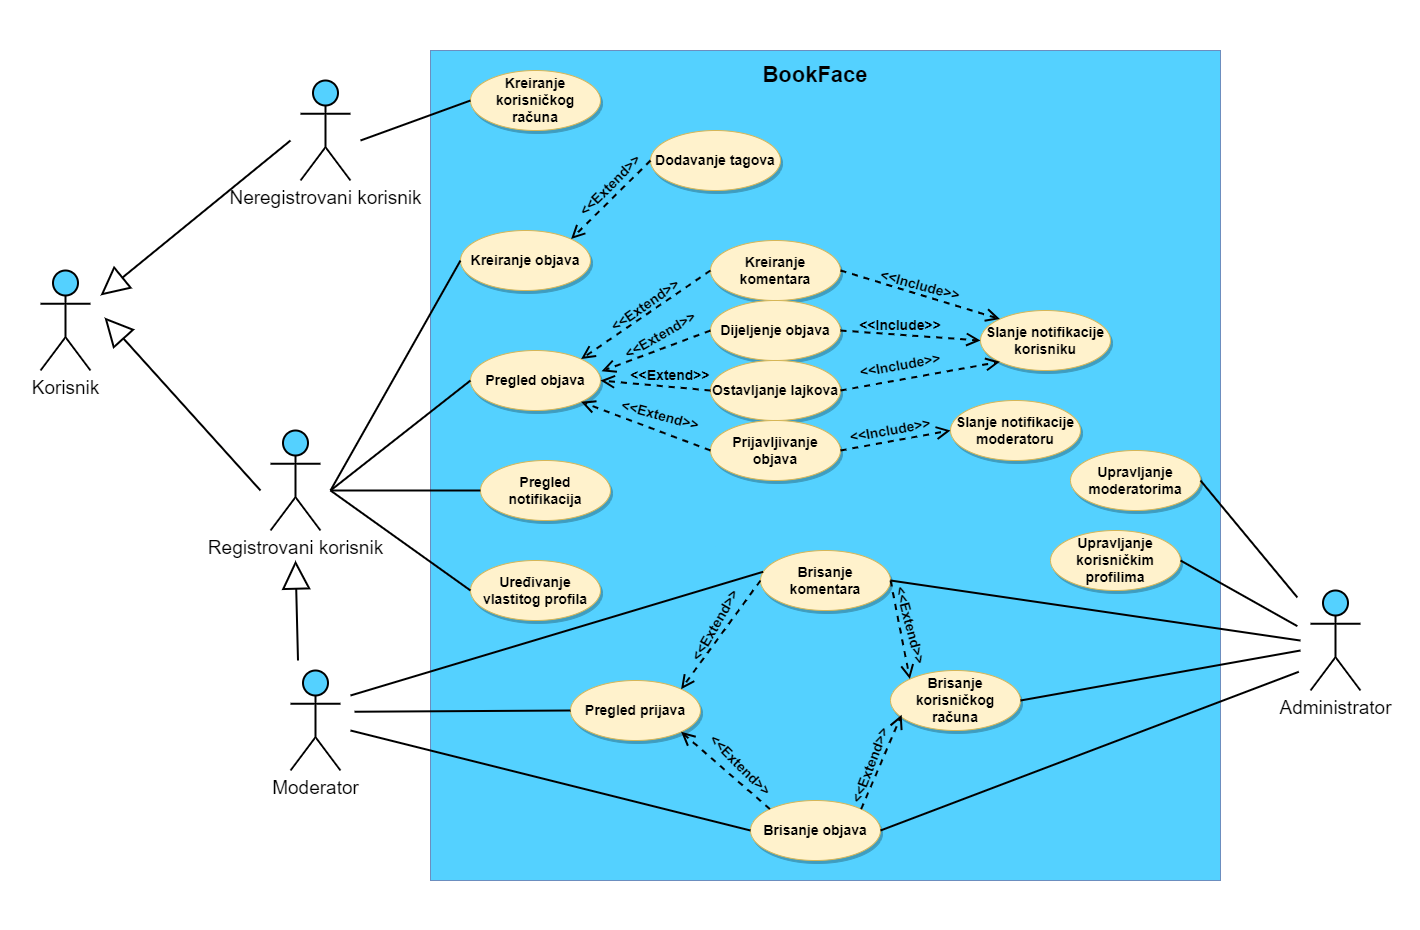 BookFace
Kreiranje
korisničkog
računa
Neregistrovani korisnik
Dodavanje tagova
<<Extend>>
Kreiranje objava
Kreiranje
komentara
<<Include>>
<<Extend>>
Slanje notifikacije
korisniku
Dijeljenje objava
<<Include>>
<<Extend>>
Korisnik
Pregled objava
<<Extend>>
Ostavljanje lajkova
<<Include>>
<<Extend>>
Prijavljivanje
objava
<<Include>>
Slanje notifikacije
moderatoru
Upravljanje
moderatorima
Pregled
notifikacija
Registrovani korisnik
Upravljanje
korisničkim
profilima
Uređivanje
vlastitog profila
Brisanje
komentara
<<Extend>>
<<Extend>>
Brisanje
korisničkog
računa
Pregled prijava
Administrator
<<Extend>>
<<Extend>>
Moderator
Brisanje objava